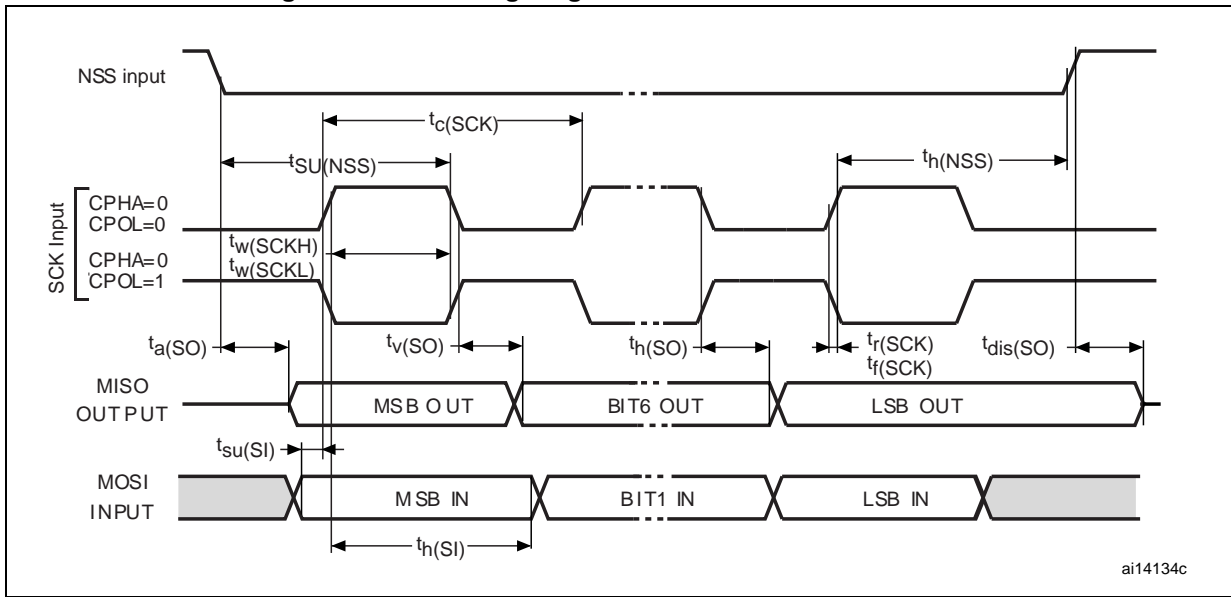 NSS input
tc(SCK)
tSU(NSS)
th(NSS)
SCK Input
CPHA=0
CPOL=0
tw(SCKH)
tw(SCKL)
CPHA=0
CPOL=1
ta(SO)
tv(SO)
th(SO)
tr(SCK)
tf(SCK)
tdis(SO)
MISO
OUTPUT
MSB OUT
BIT6 OUT
LSB OUT
tsu(SI)
MOSI
INPUT
MSB IN
BIT1 IN
LSB IN
th(SI)
ai14134c